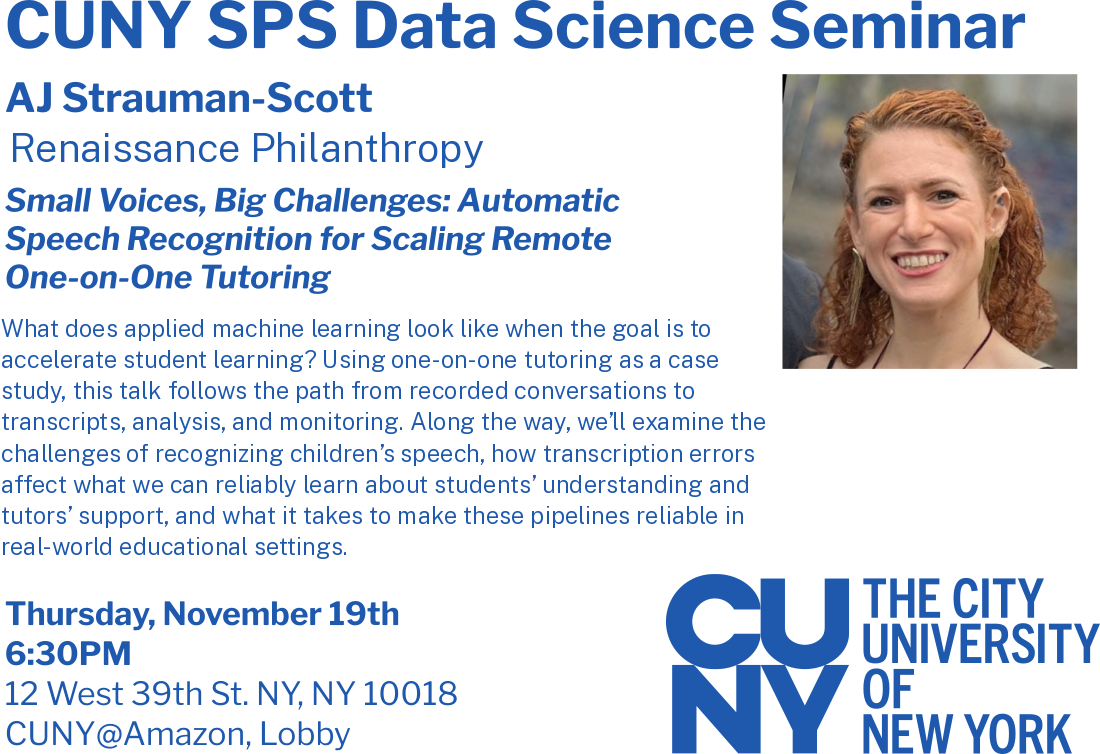 CUNY SPS Data Science Seminar
AJ Strauman-Scott
Renaissance Philanthropy
Small Voices, Big Challenges: Automatic
Speech Recognition for Scaling Remote
One-on-One Tutoring
What does applied machine learning look like when the goal is to
accelerate student learning? Using one-on-one tutoring as a case
study, this talk follows the path from recorded conversations to
transcripts, analysis, and monitoring. Along the way, we’ll examine the
challenges of recognizing children’s speech, how transcription errors
affect what we can reliably learn about students’ understanding and
tutors’ support, and what it takes to make these pipelines reliable in
real-world educational settings.
Thursday, November 19th
6:30PM
12 West 39th St. NY, NY 10018
CUNY@Amazon, Lobby
CU
NY
THE CITY
UNIVERSITY
OF
NEW YORK